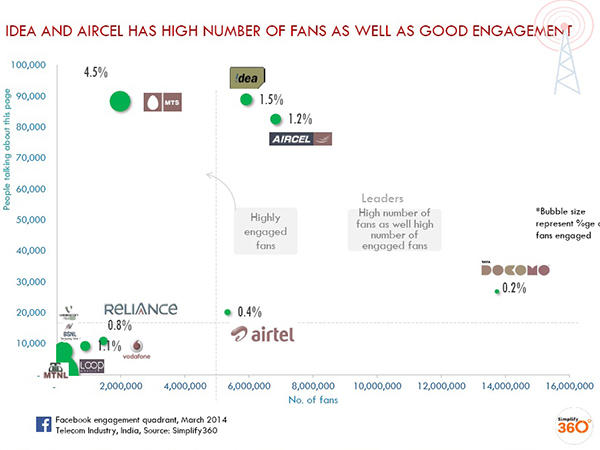 IDEA AND AIRCEL HAS HIGH NUMBER OF FANS AS WELL AS GOOD ENGAGEMENT
People talking about this page
100,000
90,000
80,000
70,000
60,000
50,000
40,000
30,000
20,000
10,000
-
4.5%
MTS
!dea
1.5%
1.2%
AIRCEL
Highly
engaged
fans
Leaders
High number of
fans as well high
number of
engaged fans
*Bubble size
represent %ge o
fans engaged
TATA
DOCOMO
0.2%
RELIANCE
0.4%
airtel
0.8%
BSNL
1.1%
vodafone
LOOP
MTNL
-
2,000,000
4,000,000
6,000,000
8,000,000
10,000,000
12,000,000
14,000,000
16,000,000
No. of fans
Facebook engagement quadrant, March 2014
Telecom Industry, India, Source: Simplify360
Simplify
360°